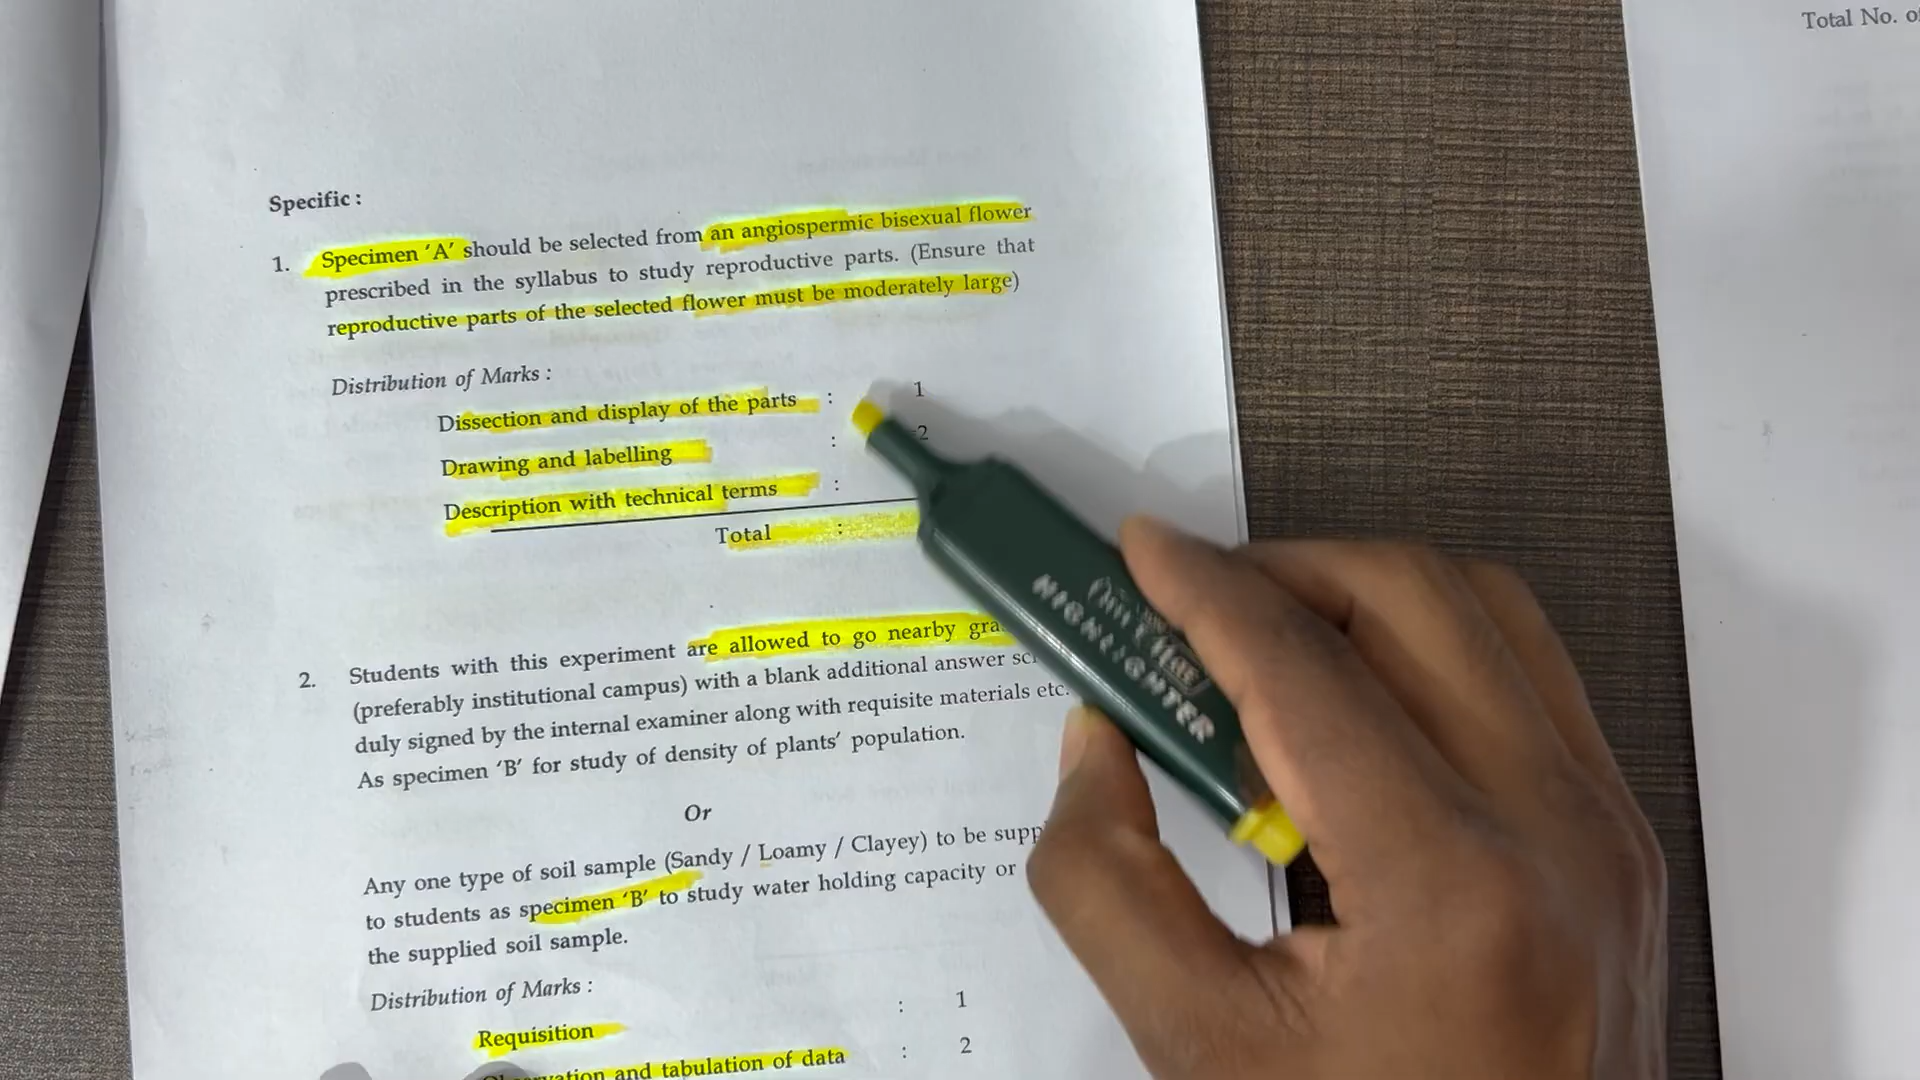 Total No. o
Specific :
1. Specimen ‘A’ should be selected from an angiospermic bisexual flower
prescribed in the syllabus to study reproductive parts. (Ensure that
reproductive parts of the selected flower must be moderately large)
Distribution of Marks :
Dissection and display of the parts : 1
Drawing and labelling : 2
Description with technical terms :
Total :
2. Students with this experiment are allowed to go nearby
(preferably institutional campus) with a blank additional answer
duly signed by the internal examiner along with requisite materials etc.
As specimen ‘B’ for study of density of plants’ population.
Or
Any one type of soil sample (Sandy / Loamy / Clayey) to be
to students as specimen ‘B’ to study water holding capacity or
the supplied soil sample.
Distribution of Marks :
Requisition : 1
and tabulation of data : 2
HIGHLIGHTER